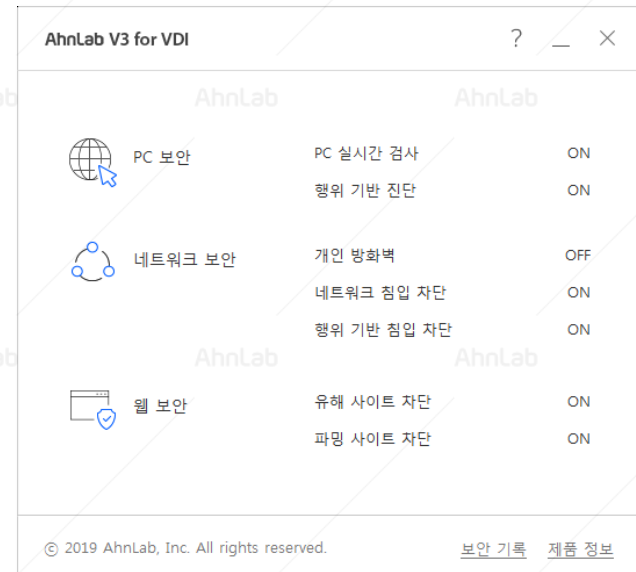 AhnLab V3 for VDI ? _ ×
AhnLab AhnLab
PC 보안 PC 실시간 검사 ON
행위 기반 진단 ON
네트워크 보안 개인 방화벽 OFF
네트워크 침입 차단 ON
행위 기반 침입 차단 ON
AhnLab AhnLab
웹 보안 유해 사이트 차단 ON
파밍 사이트 차단 ON
© 2019 AhnLab, Inc. All rights reserved. 보안 기록 제품 정보